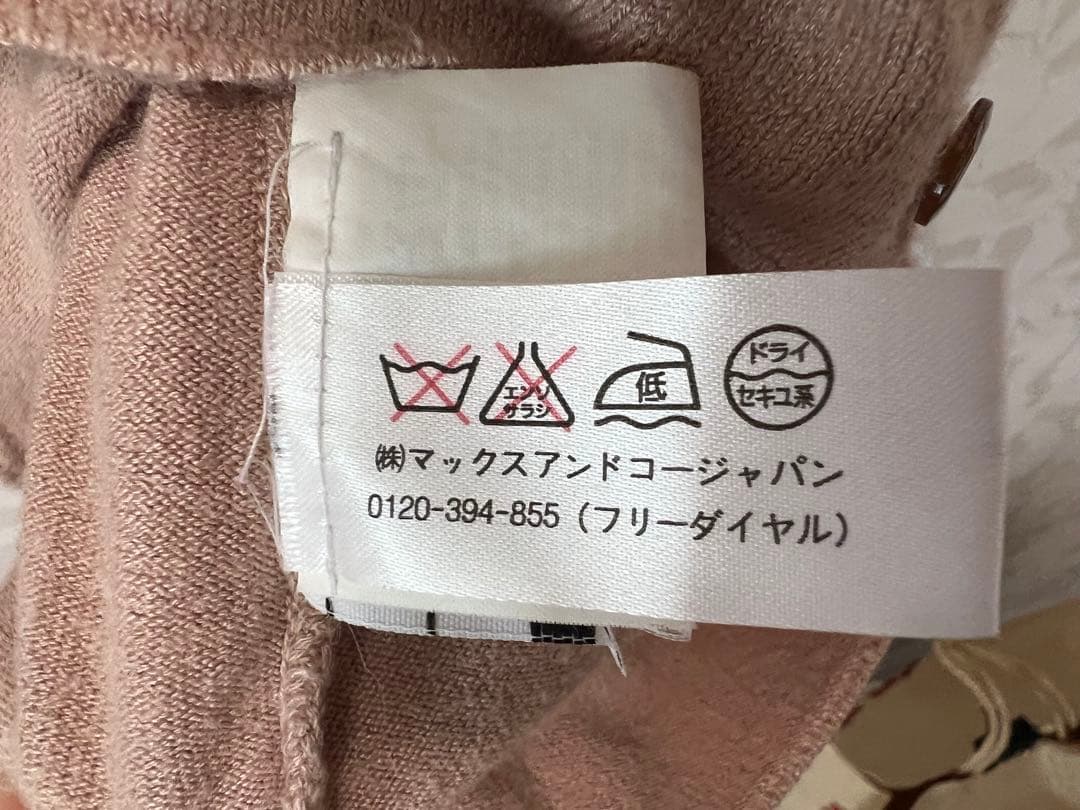 エンソ
サラシ
低
ドライ
セキユ系
㈱マックスアンドコージャパン
0120-394-855(フリーダイヤル)